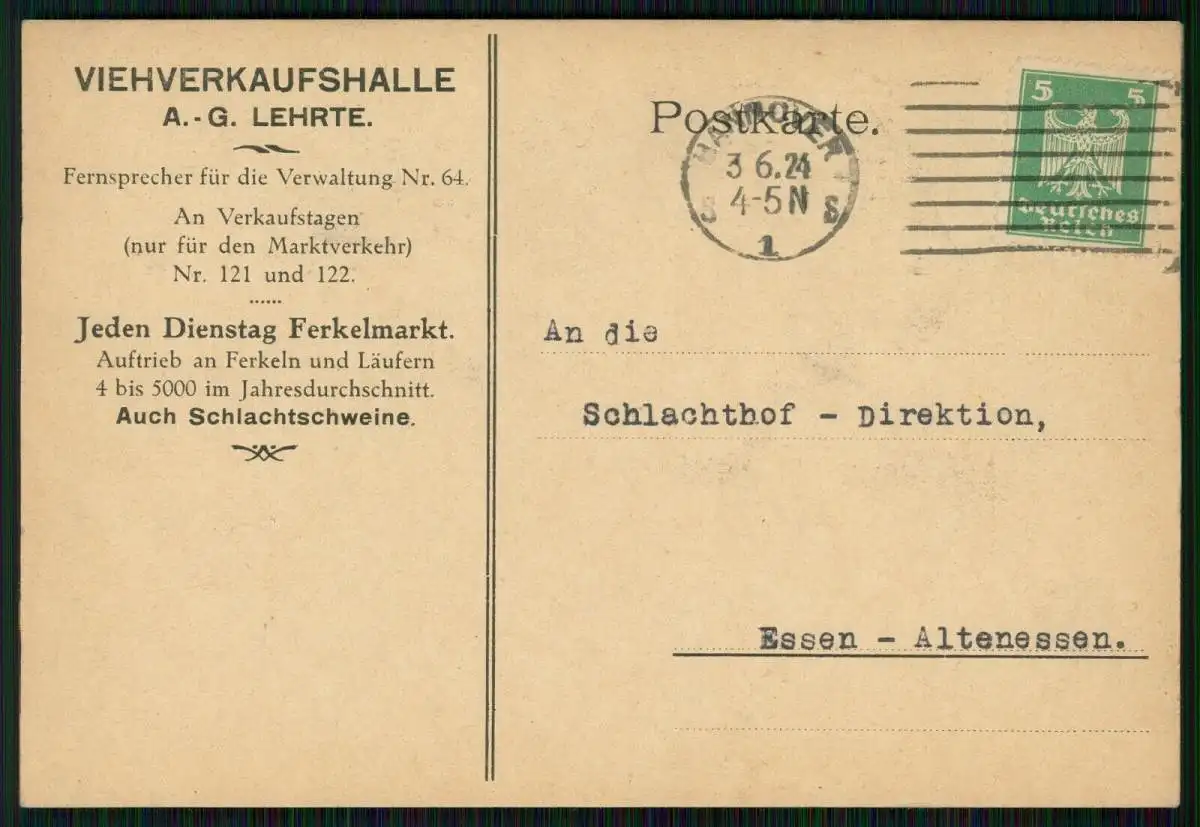 VIEHVERKAUFSHALLE
A.-G. LEHRTE.
Fernsprecher für die Verwaltung Nr. 64.
An Verkaufstagen
(nur für den Marktverkehr)
Nr. 121 und 122.
Jeden Dienstag Ferkelmarkt.
Auftrieb an Ferkeln und Läufern
4 bis 5000 im Jahresdurchschnitt.
Auch Schlachtschweine.
Postkarte.
HANNOVER
3 6.24
4-5 N
S S
1
5 5
Deutsches
Reich
An die
Schlachthof - Direktion,
Essen - Altenessen.